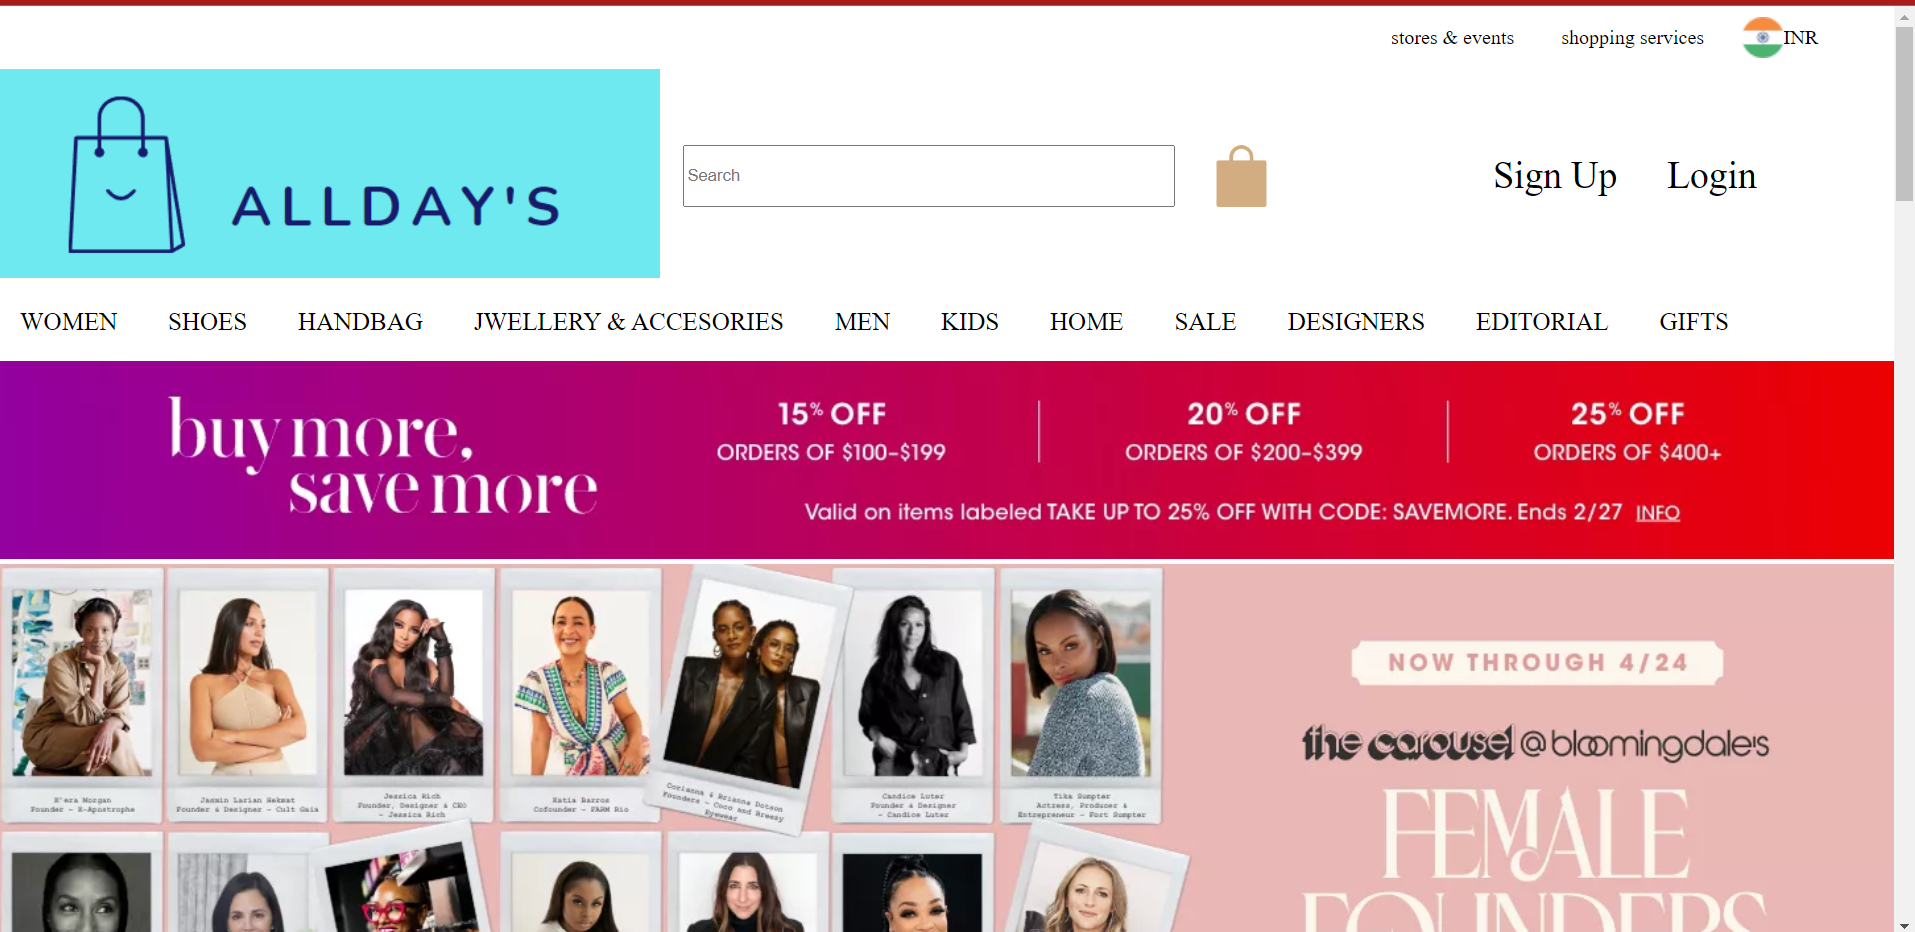 stores & events shopping services INR
ALLDAY'S
Search
Sign Up Login
WOMEN SHOES HANDBAG JWELLERY & ACCESORIES MEN KIDS HOME SALE DESIGNERS EDITORIAL GIFTS
buy more,
save more
15% OFF
ORDERS OF $100-$199
20% OFF
ORDERS OF $200-$399
25% OFF
ORDERS OF $400+
Valid on items labeled TAKE UP TO 25% OFF WITH CODE: SAVEMORE. Ends 2/27 INFO
H'era Morgan
Founder - H-Apostrophe
Jasmin Larian Hekmat
Founder & Designer - Cult Gaia
Jessica Rich
Founder, Designer & CEO
- Jessica Rich
Katia Barros
Cofounder - FARM Rio
Corianna & Brianna Dotson
Founders - Coco and Breezy
Eyewear
Candice Luter
Founder & Designer
- Candice Luter
Tika Sumpter
Actress, Producer &
Entrepreneur - Fort Sumpter
NOW THROUGH 4/24
the carousel @ bloomingdale's
FEMALE
FOUNDERS